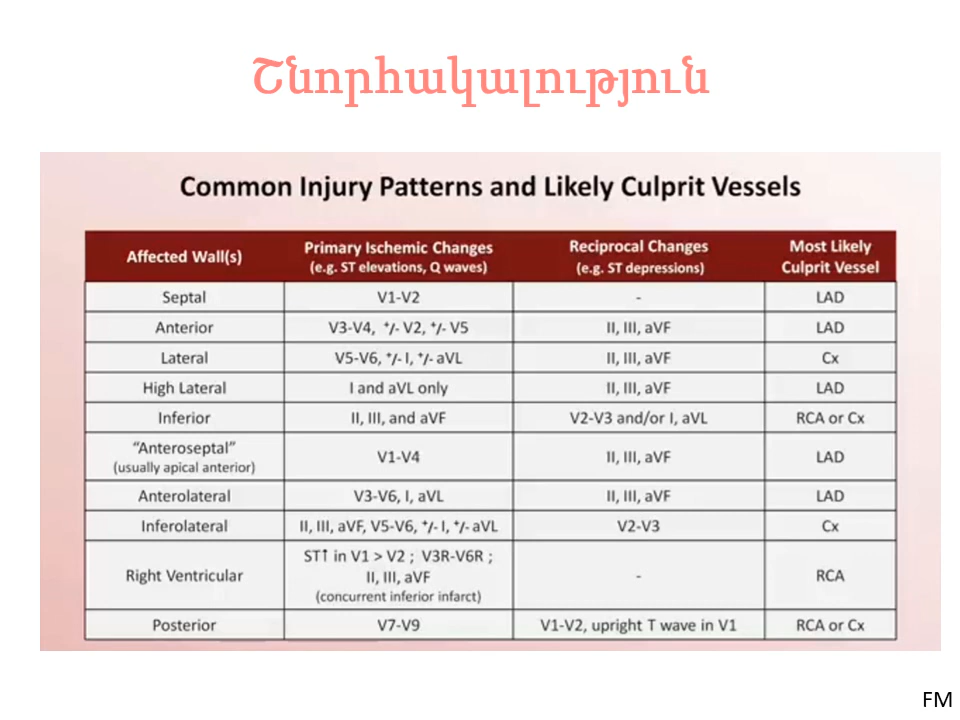 Շնորհակալություն
Common Injury Patterns and Likely Culprit Vessels
Affected Wall(s) Primary Ischemic Changes (e.g. ST elevations, Q waves) Reciprocal Changes (e.g. ST depressions) Most Likely Culprit Vessel
Septal V1-V2 - LAD
Anterior V3-V4, +/- V2, +/- V5 II, III, aVF LAD
Lateral V5-V6, +/- I, +/- aVL II, III, aVF Cx
High Lateral I and aVL only II, III, aVF LAD
Inferior II, III, and aVF V2-V3 and/or I, aVL RCA or Cx
“Anteroseptal” (usually apical anterior) V1-V4 II, III, aVF LAD
Anterolateral V3-V6, I, aVL II, III, aVF LAD
Inferolateral II, III, aVF, V5-V6, +/- I, +/- aVL V2-V3 Cx
Right Ventricular ST↑ in V1 > V2 ; V3R-V6R ; II, III, aVF (concurrent inferior infarct) - RCA
Posterior V7-V9 V1-V2, upright T wave in V1 RCA or Cx
FM